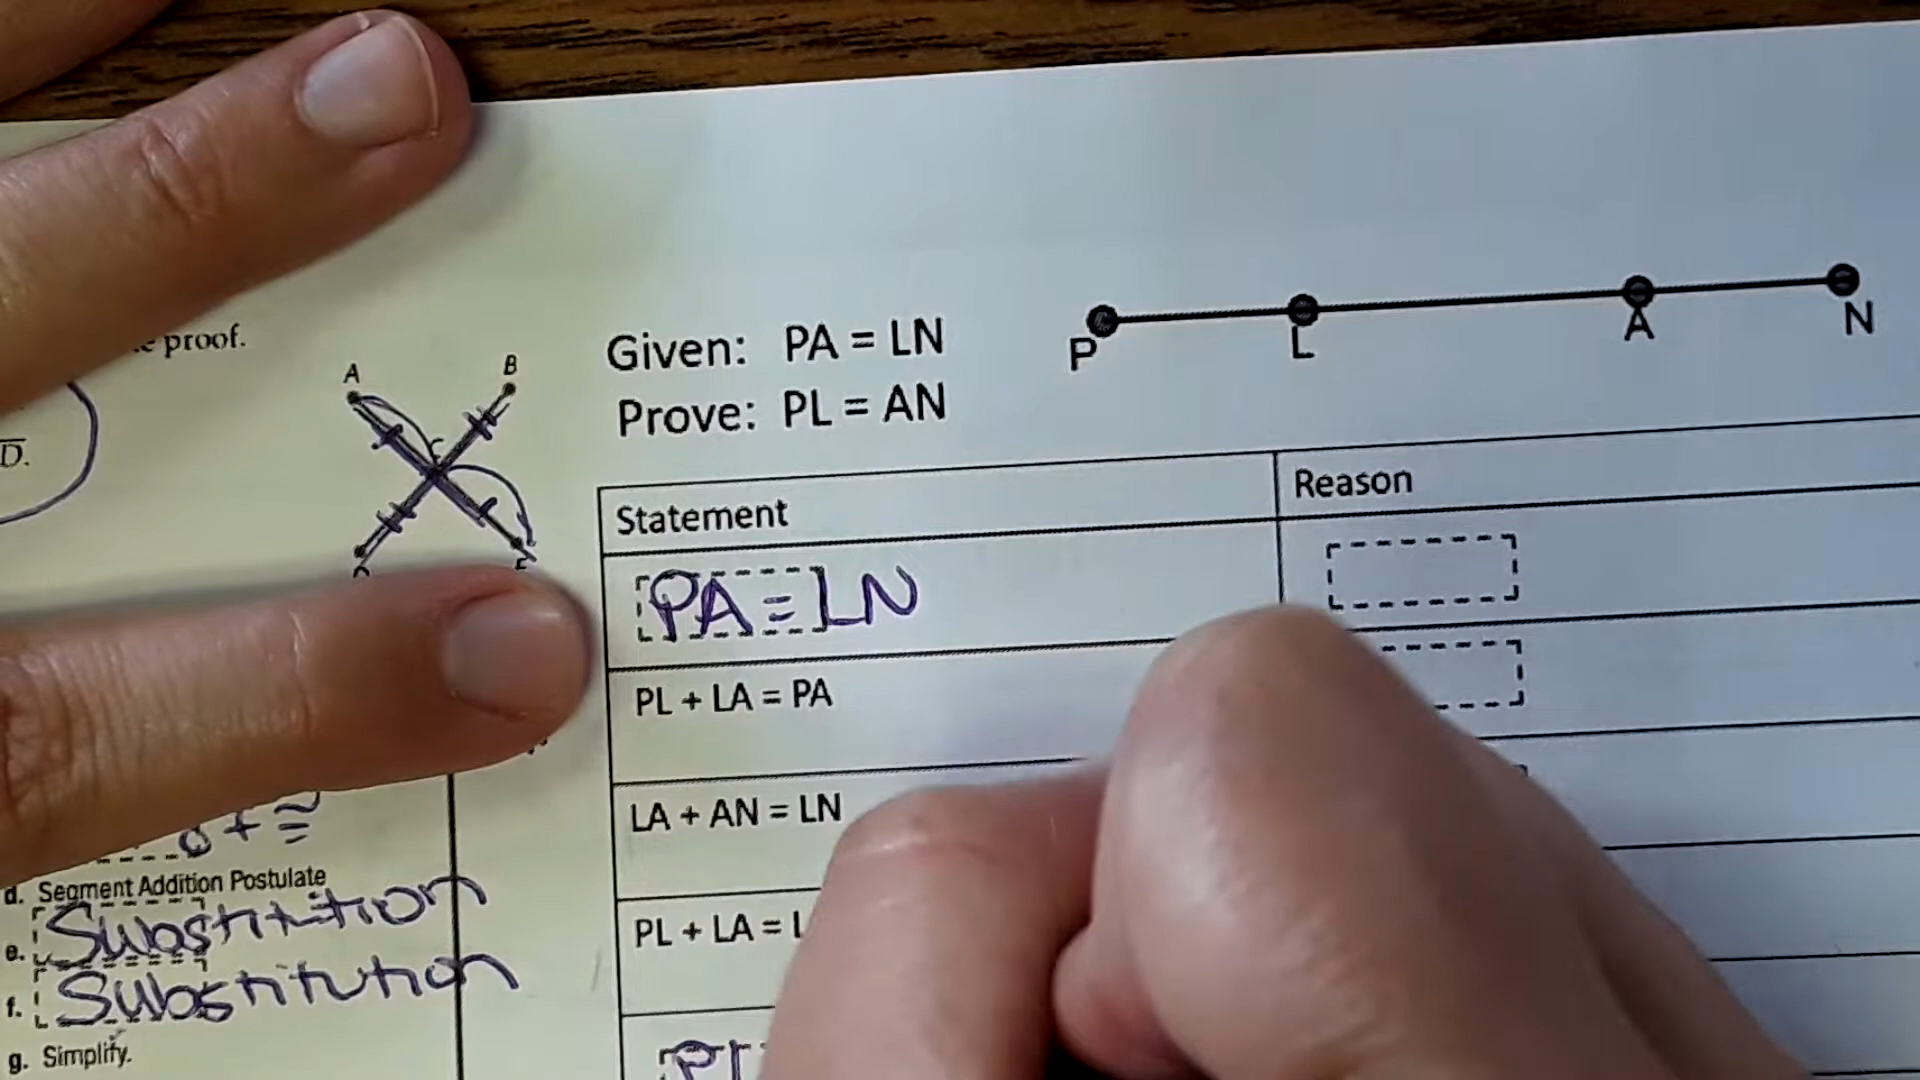 proof.
D.
A
B
C
Given: PA = LN
Prove: PL = AN
P
L
A
N
Statement
Reason
PA = LN
PL + LA = PA
LA + AN = LN
PL + LA =
PL
+ ≅
d. Segment Addition Postulate
e. Substitution
f. Substitution
g. Simplify.